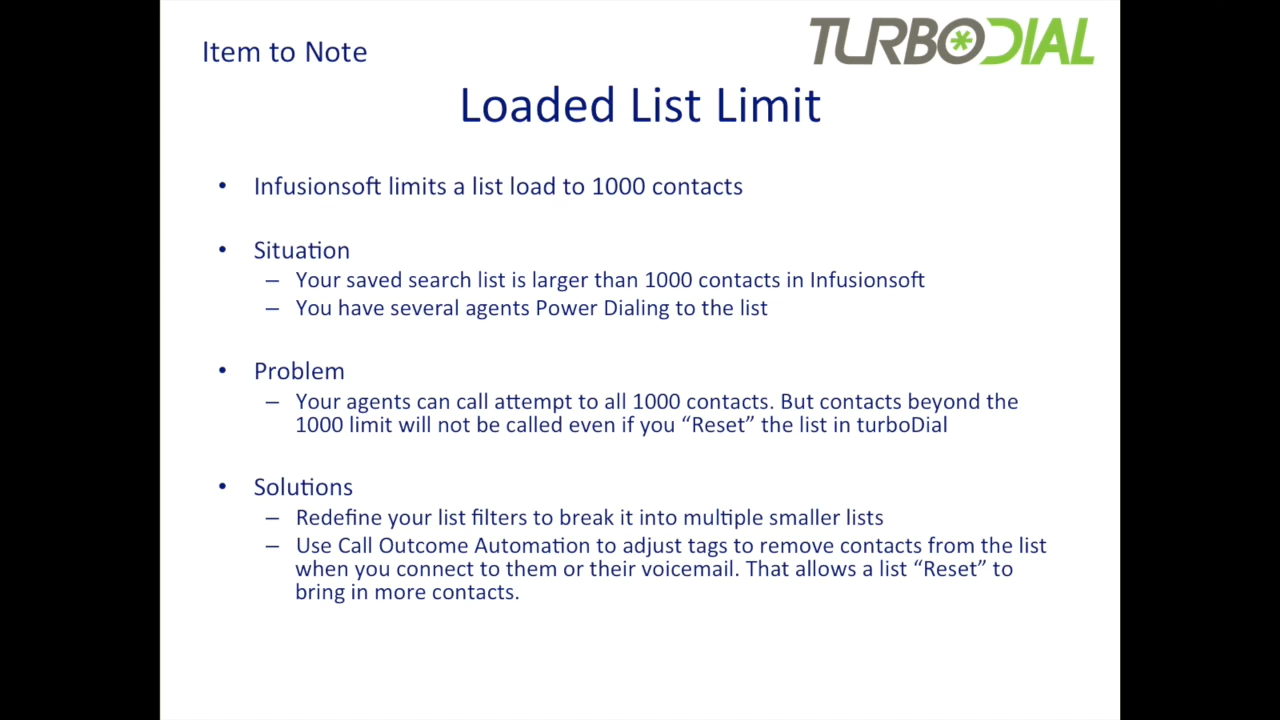 Item to Note
TURBODIAL
Loaded List Limit
• Infusionsoft limits a list load to 1000 contacts
• Situation
– Your saved search list is larger than 1000 contacts in Infusionsoft
– You have several agents Power Dialing to the list
• Problem
– Your agents can call attempt to all 1000 contacts. But contacts beyond the
1000 limit will not be called even if you “Reset” the list in turboDial
• Solutions
– Redefine your list filters to break it into multiple smaller lists
– Use Call Outcome Automation to adjust tags to remove contacts from the list
when you connect to them or their voicemail. That allows a list “Reset” to
bring in more contacts.